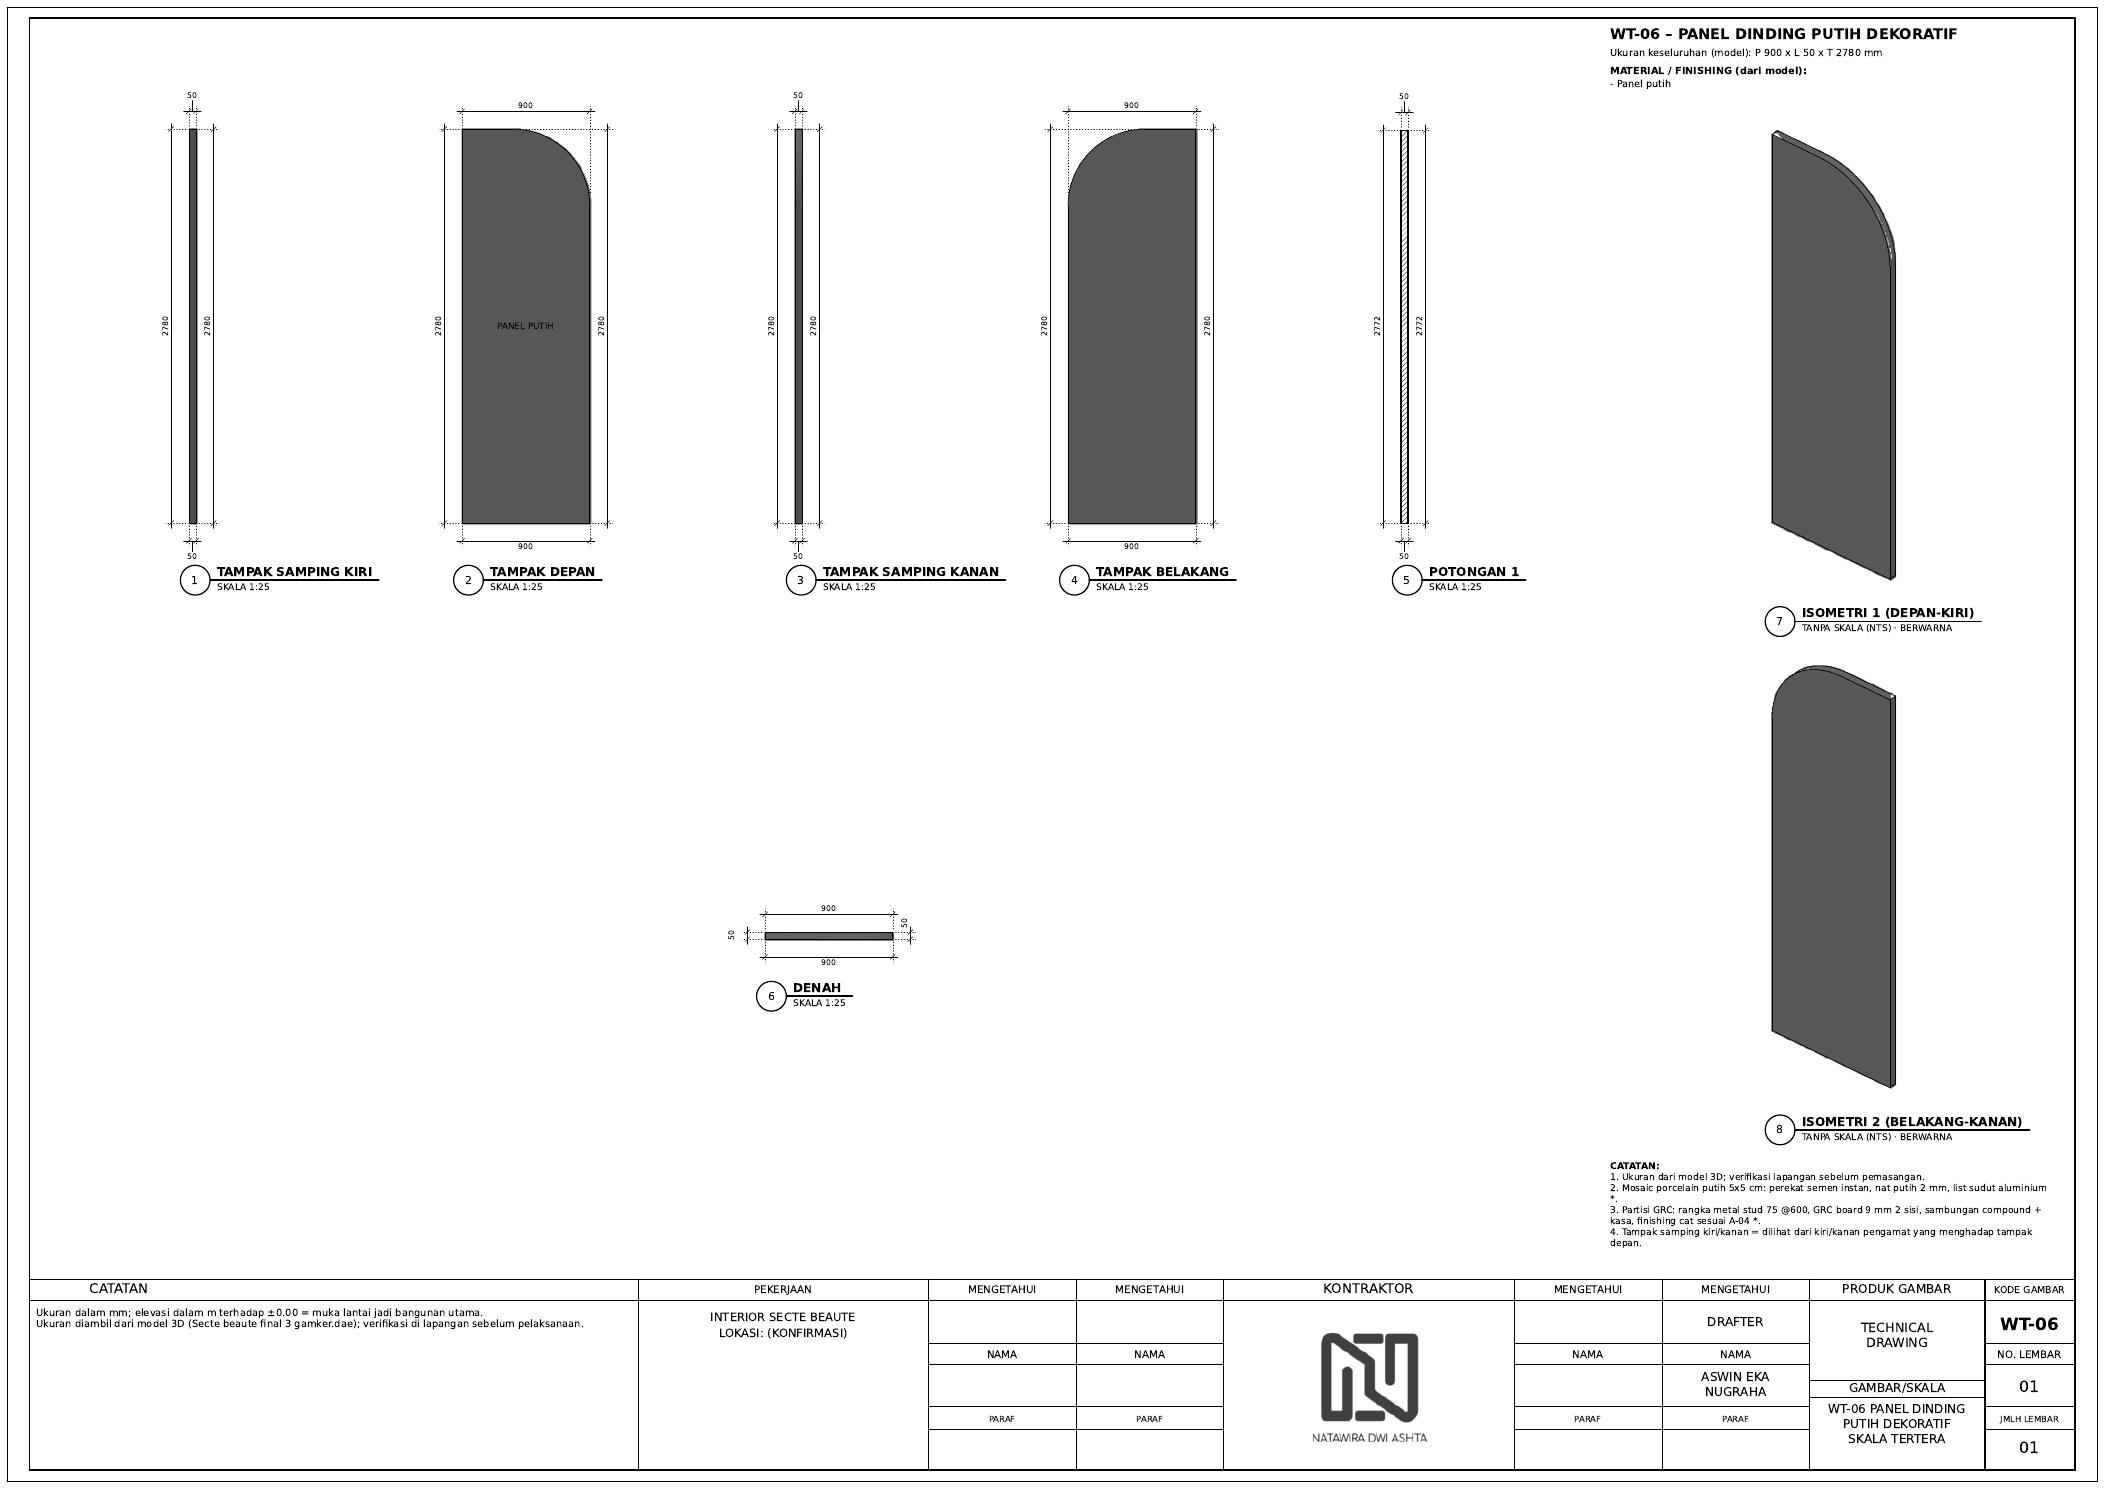 WT-06 – PANEL DINDING PUTIH DEKORATIF
Ukuran keseluruhan (model): P 900 x L 50 x T 2780 mm
MATERIAL / FINISHING (dari model):
- Panel putih
50
2780
2780
50
1
TAMPAK SAMPING KIRI
SKALA 1:25
900
2780
PANEL PUTIH
2780
900
2
TAMPAK DEPAN
SKALA 1:25
50
2780
2780
50
3
TAMPAK SAMPING KANAN
SKALA 1:25
900
2780
2780
900
4
TAMPAK BELAKANG
SKALA 1:25
50
2772
2772
50
5
POTONGAN 1
SKALA 1:25
7
ISOMETRI 1 (DEPAN-KIRI)
TANPA SKALA (NTS) · BERWARNA
900
50
50
900
6
DENAH
SKALA 1:25
8
ISOMETRI 2 (BELAKANG-KANAN)
TANPA SKALA (NTS) · BERWARNA
CATATAN:
1. Ukuran dari model 3D; verifikasi lapangan sebelum pemasangan.
2. Mosaic porcelain putih 5x5 cm: perekat semen instan, nat putih 2 mm, list sudut aluminium
*.
3. Partisi GRC: rangka metal stud 75 @600, GRC board 9 mm 2 sisi, sambungan compound +
kasa, finishing cat sesuai A-04 *.
4. Tampak samping kiri/kanan = dilihat dari kiri/kanan pengamat yang menghadap tampak
depan.
CATATAN
Ukuran dalam mm; elevasi dalam m terhadap ±0.00 = muka lantai jadi bangunan utama.
Ukuran diambil dari model 3D (Secte beaute final 3 gamker.dae); verifikasi di lapangan sebelum pelaksanaan.
PEKERJAAN
INTERIOR SECTE BEAUTE
LOKASI: (KONFIRMASI)
MENGETAHUI
NAMA
PARAF
MENGETAHUI
NAMA
PARAF
KONTRAKTOR
NATAWIRA DWI ASHTA
MENGETAHUI
NAMA
PARAF
MENGETAHUI
DRAFTER
NAMA
ASWIN EKA
NUGRAHA
PARAF
PRODUK GAMBAR
TECHNICAL
DRAWING
GAMBAR/SKALA
WT-06 PANEL DINDING
PUTIH DEKORATIF
SKALA TERTERA
KODE GAMBAR
WT-06
NO. LEMBAR
01
JMLH LEMBAR
01